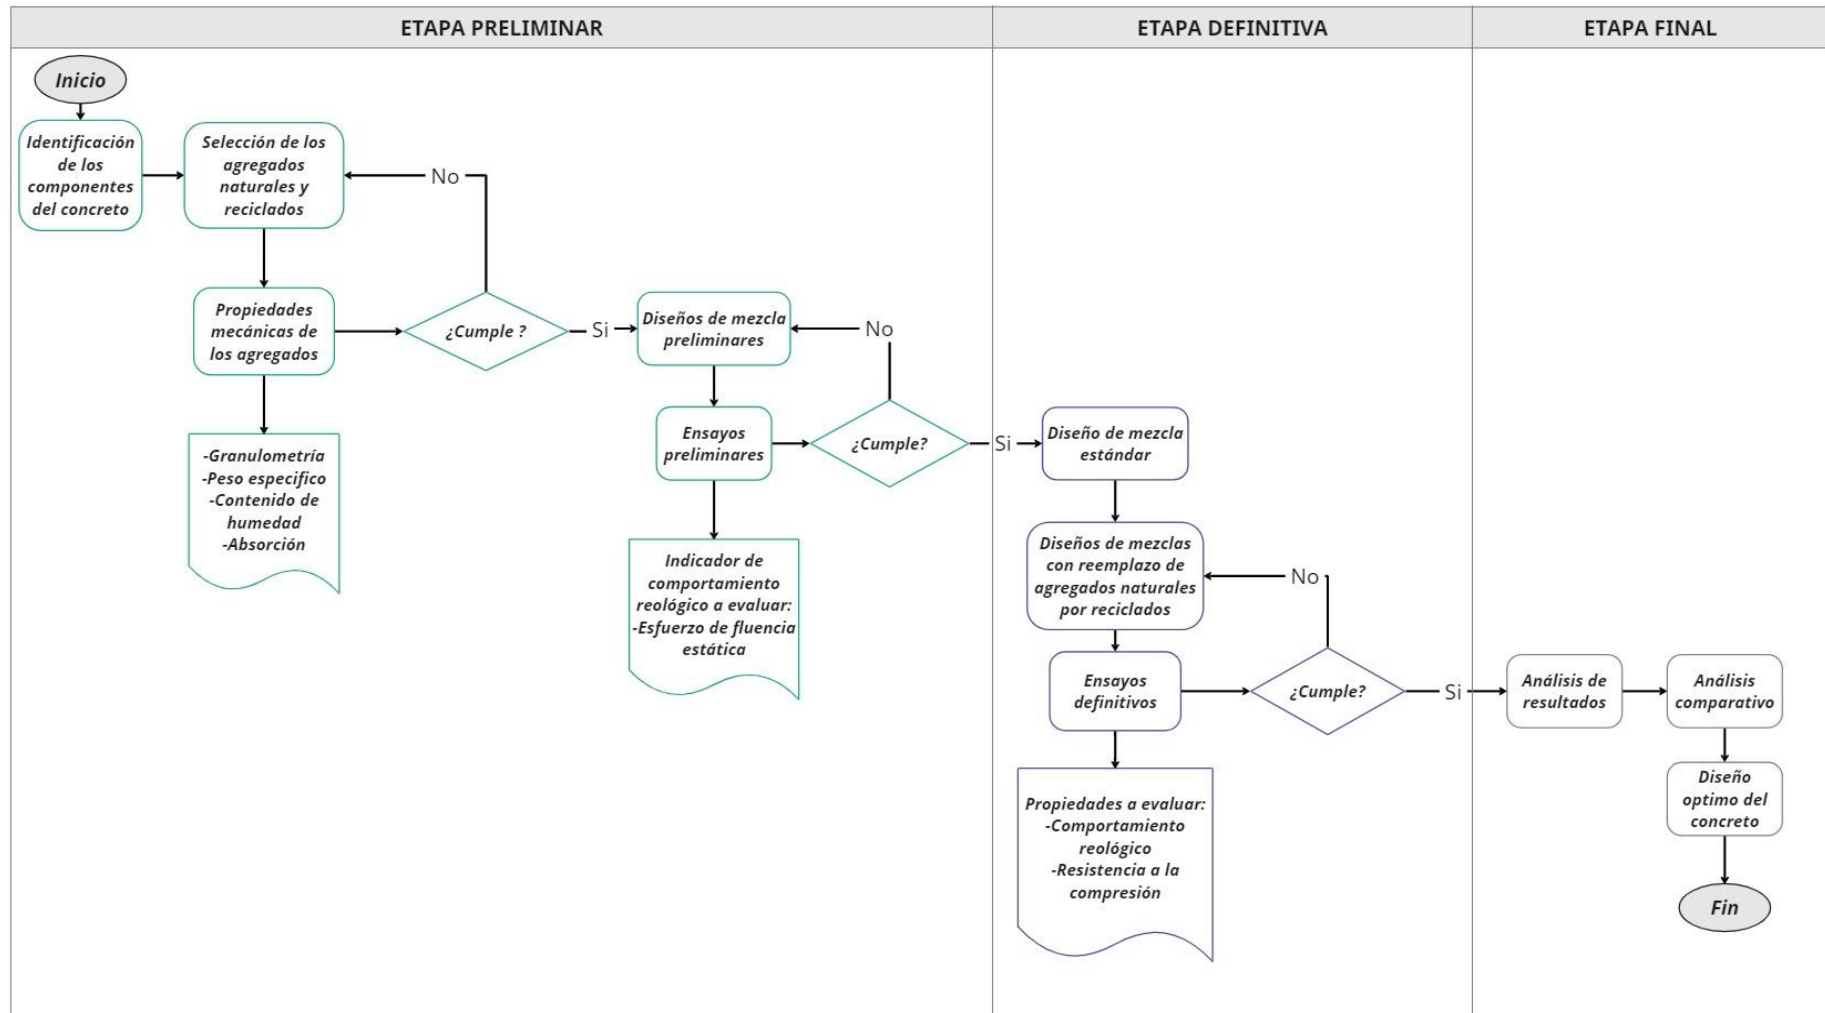 ETAPA PRELIMINAR
ETAPA DEFINITIVA
ETAPA FINAL
Inicio
Identificación
de los
componentes
del concreto
Selección de los
agregados
naturales y
reciclados
No
Propiedades
mecánicas de
los agregados
¿Cumple ?
Si
-Granulometría
-Peso especifico
-Contenido de
humedad
-Absorción
Diseños de mezcla
preliminares
No
Ensayos
preliminares
¿Cumple?
Si
Indicador de
comportamiento
reológico a evaluar:
-Esfuerzo de fluencia
estática
Diseño de mezcla
estándar
Diseños de mezclas
con reemplazo de
agregados naturales
por reciclados
No
Ensayos
definitivos
¿Cumple?
Si
Propiedades a evaluar:
-Comportamiento
reológico
-Resistencia a la
compresión
Análisis de
resultados
Análisis
comparativo
Diseño
optimo del
concreto
Fin